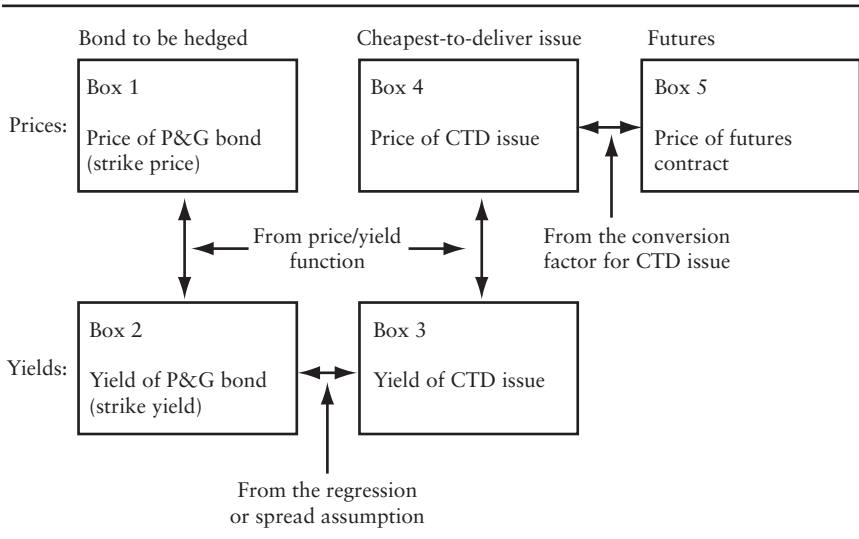 Bond to be hedged
Cheapest-to-deliver issue
Futures
Prices:
Box 1
Price of P&G bond
(strike price)
Box 4
Price of CTD issue
Box 5
Price of futures
contract
From price/yield
function
From the conversion
factor for CTD issue
Yields:
Box 2
Yield of P&G bond
(strike yield)
Box 3
Yield of CTD issue
From the regression
or spread assumption